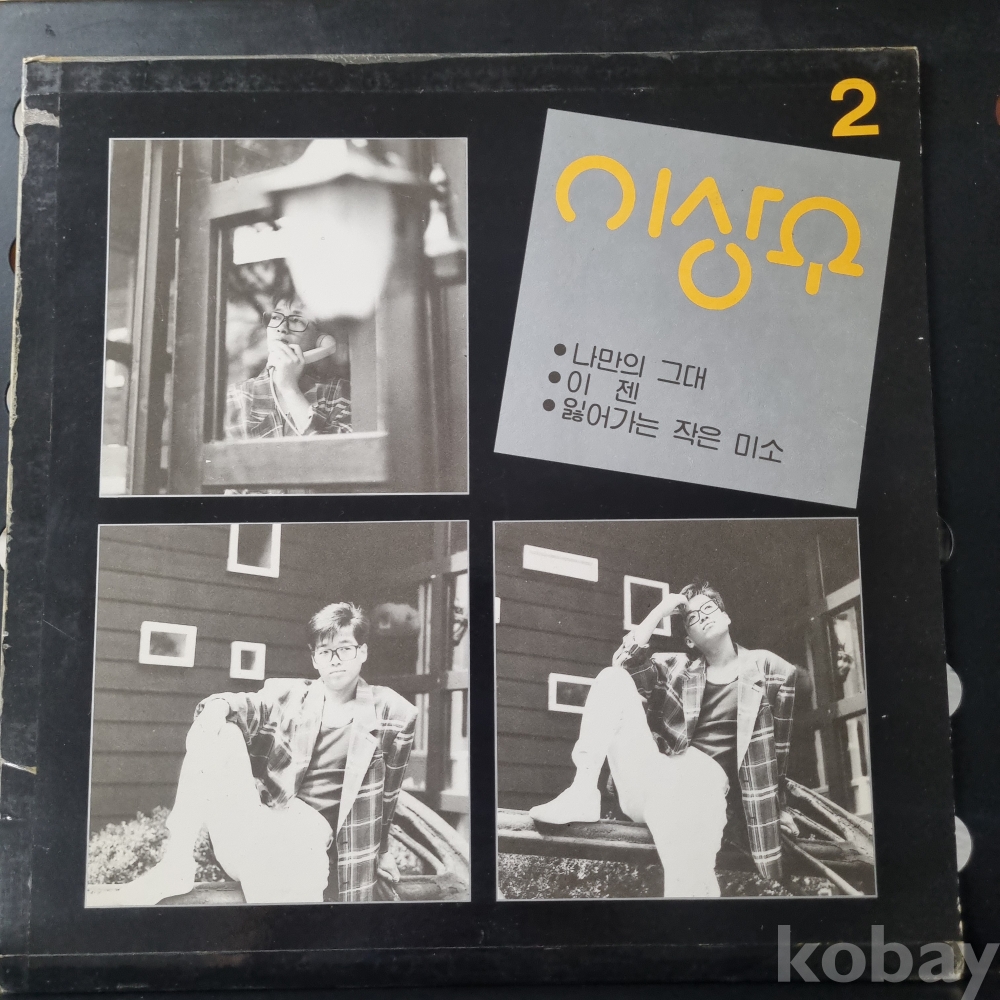 2
이상우
•나만의 그대
•이 젠
•잃어가는 작은 미소
kobay